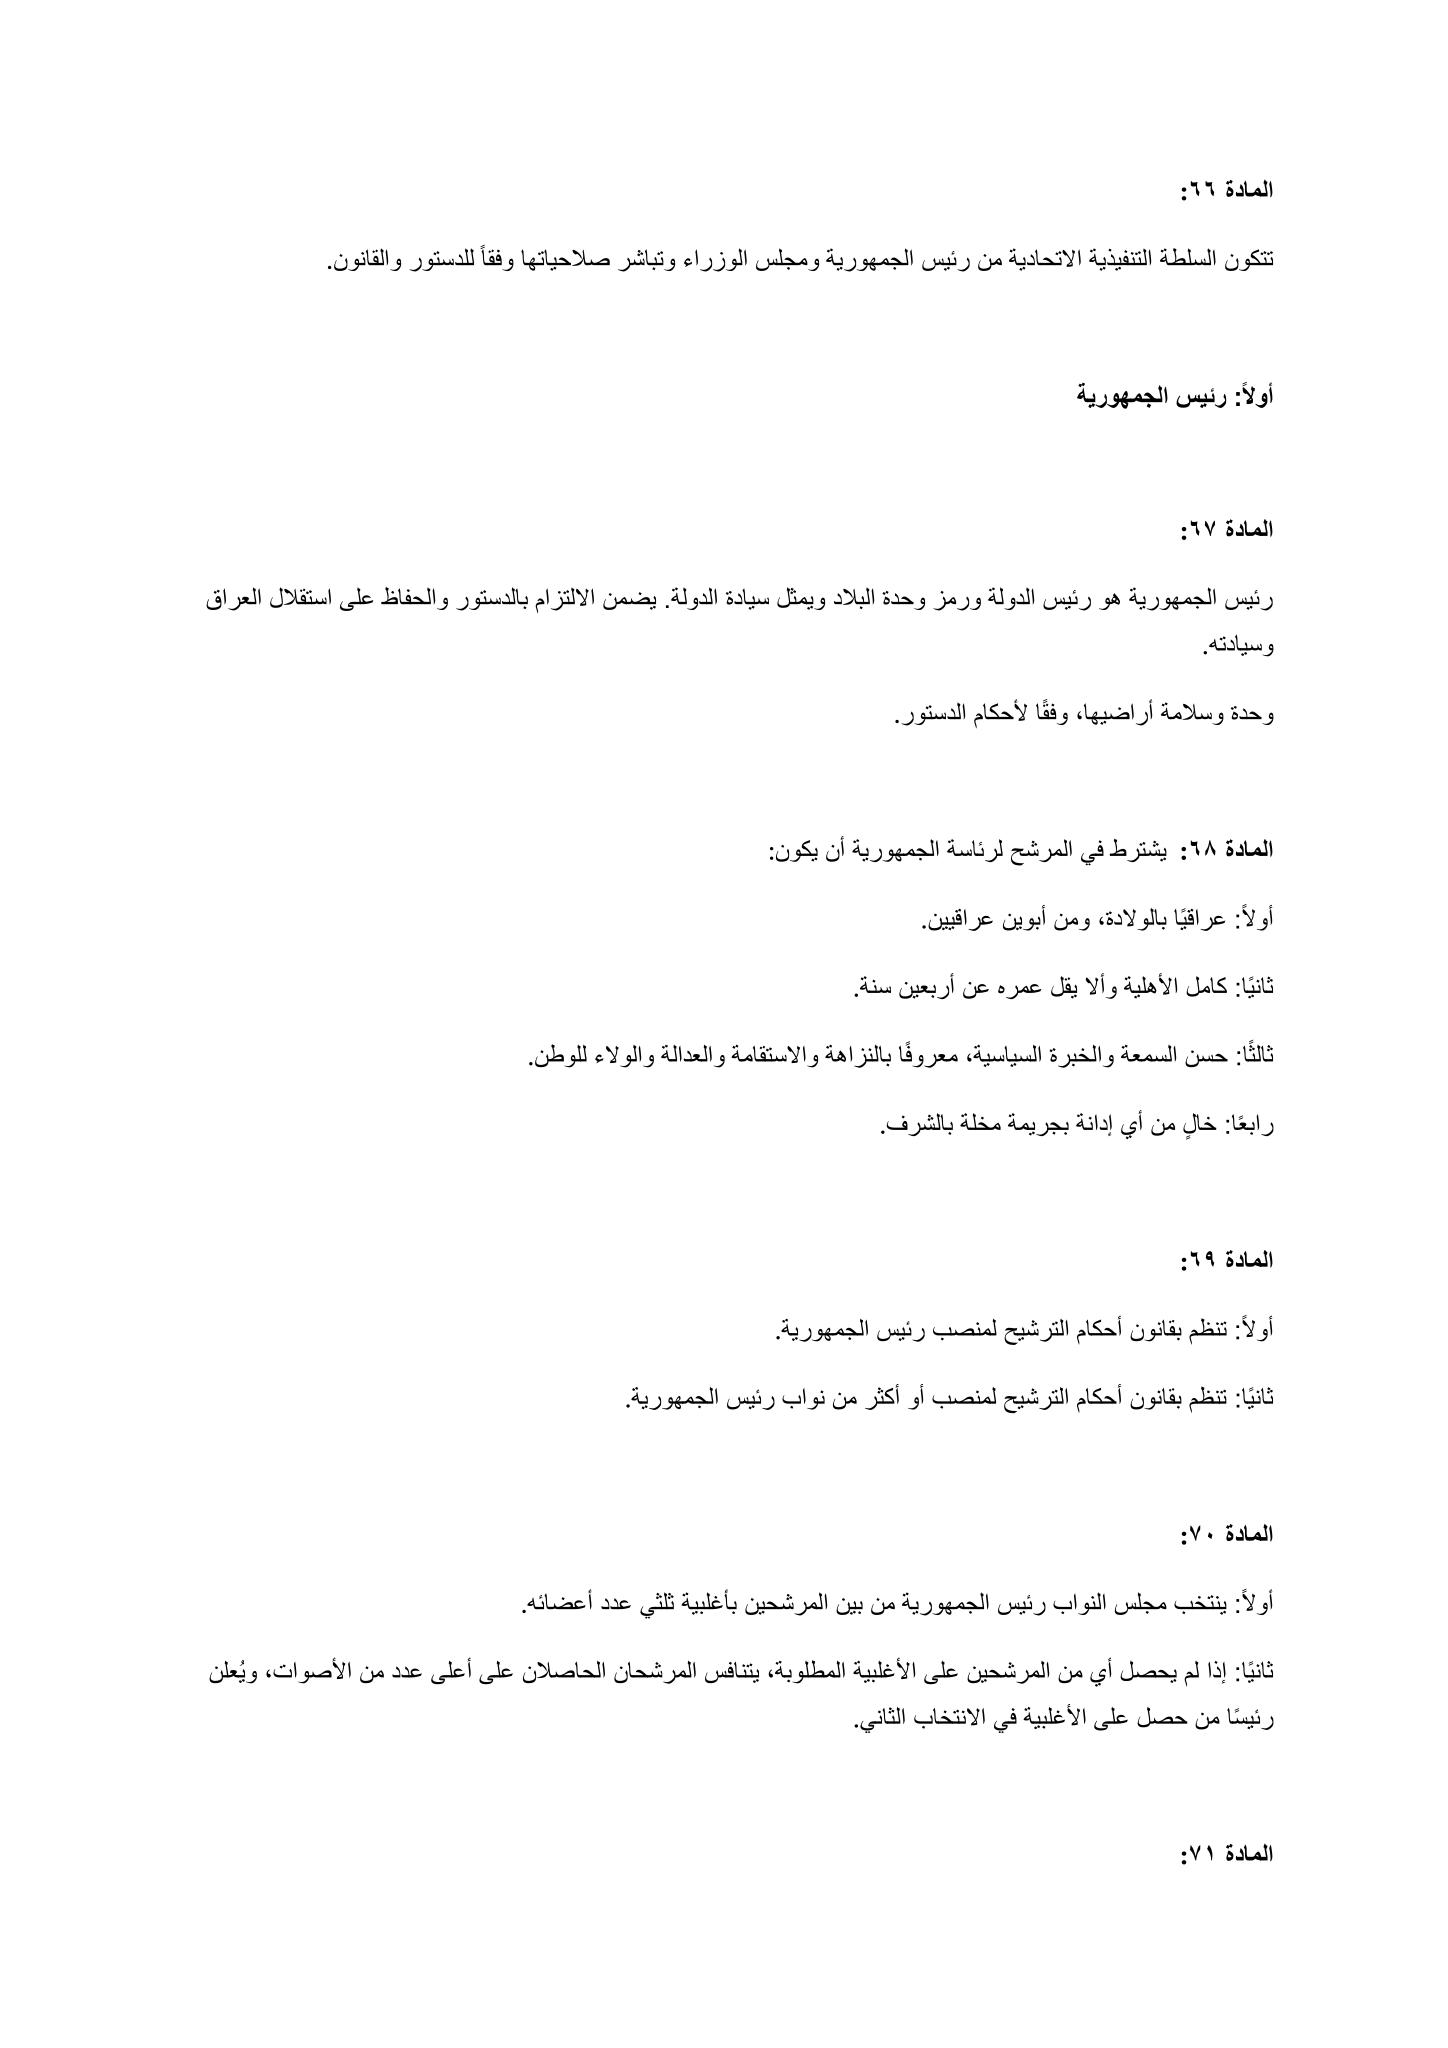 المادة ٦٦:
تتكون السلطة التنفيذية الاتحادية من رئيس الجمهورية ومجلس الوزراء وتباشر صلاحياتها وفقاً للدستور والقانون.
أولاً: رئيس الجمهورية
المادة ٦٧:
رئيس الجمهورية هو رئيس الدولة ورمز وحدة البلاد ويمثل سيادة الدولة. يضمن الالتزام بالدستور والحفاظ على استقلال العراق
وسيادته.
وحدة وسلامة أراضيها، وفقًا لأحكام الدستور.
المادة ٦٨: يشترط في المرشح لرئاسة الجمهورية أن يكون:
أولاً: عراقيًا بالولادة، ومن أبوين عراقيين.
ثانيًا: كامل الأهلية وألا يقل عمره عن أربعين سنة.
ثالثًا: حسن السمعة والخبرة السياسية، معروفًا بالنزاهة والاستقامة والعدالة والولاء للوطن.
رابعًا: خالٍ من أي إدانة بجريمة مخلة بالشرف.
المادة ٦٩:
أولاً: تنظم بقانون أحكام الترشيح لمنصب رئيس الجمهورية.
ثانيًا: تنظم بقانون أحكام الترشيح لمنصب أو أكثر من نواب رئيس الجمهورية.
المادة ٧٠:
أولاً: ينتخب مجلس النواب رئيس الجمهورية من بين المرشحين بأغلبية ثلثي عدد أعضائه.
ثانيًا: إذا لم يحصل أي من المرشحين على الأغلبية المطلوبة، يتنافس المرشحان الحاصلان على أعلى عدد من الأصوات، ويُعلن
رئيسًا من حصل على الأغلبية في الانتخاب الثاني.
المادة ٧١: